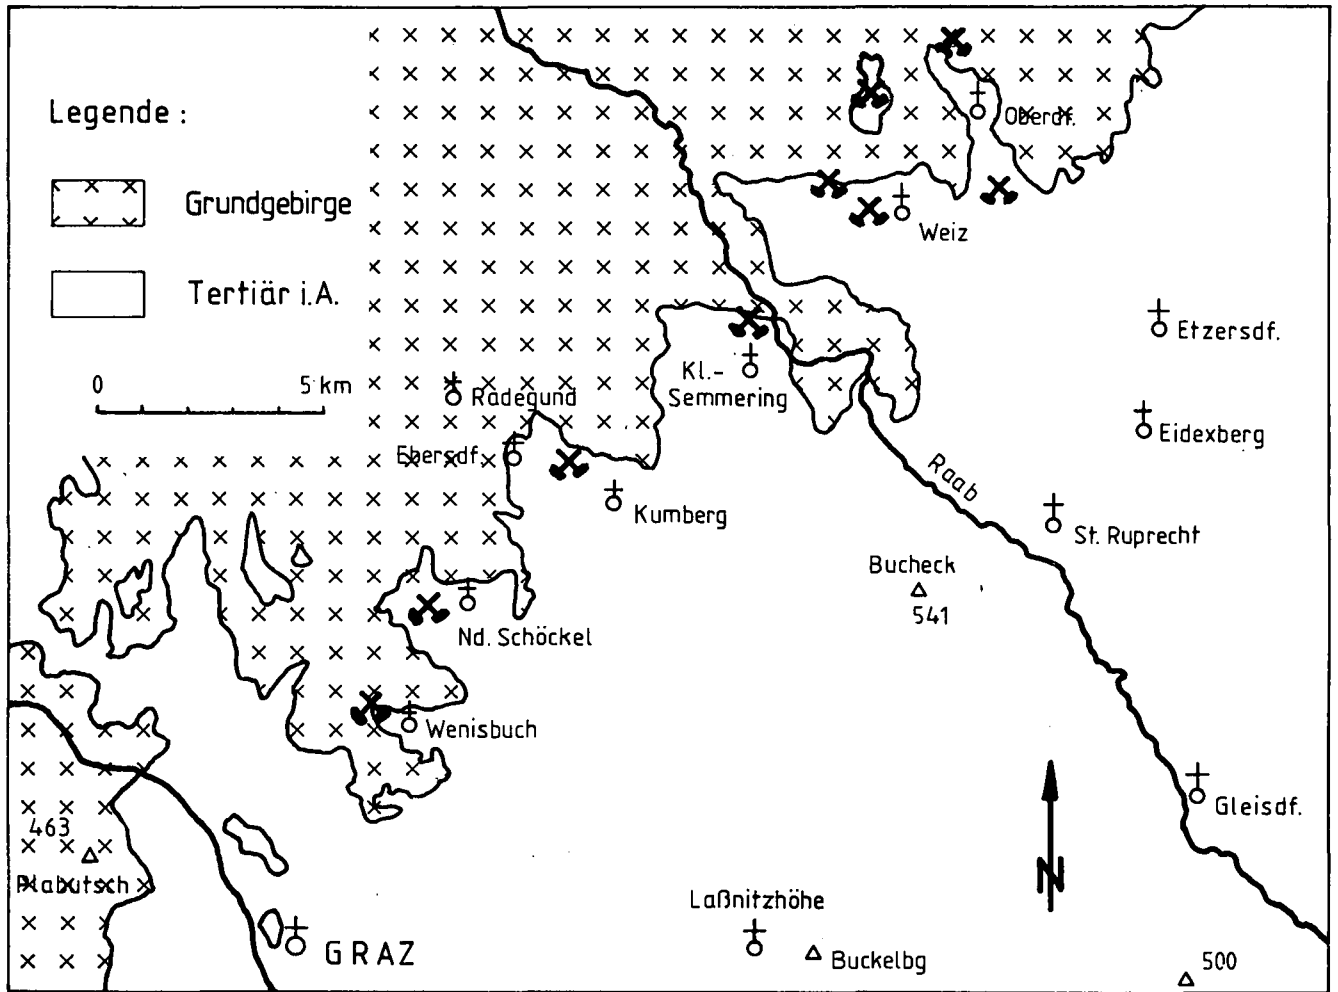 Legende :
Grundgebirge
Tertiär i.A.
0 5 km
Oberdf.
Weiz
Etzersdf.
Kl.-
Semmering
Radegund
Eidexberg
Ebersdf.
Raab
Kumberg
St. Ruprecht
Bucheck
541
Nd. Schöckel
Wenisbuch
Gleisdf.
463
Plabutsch
N
Laßnitzhöhe
GRAZ
Buckelbg
500